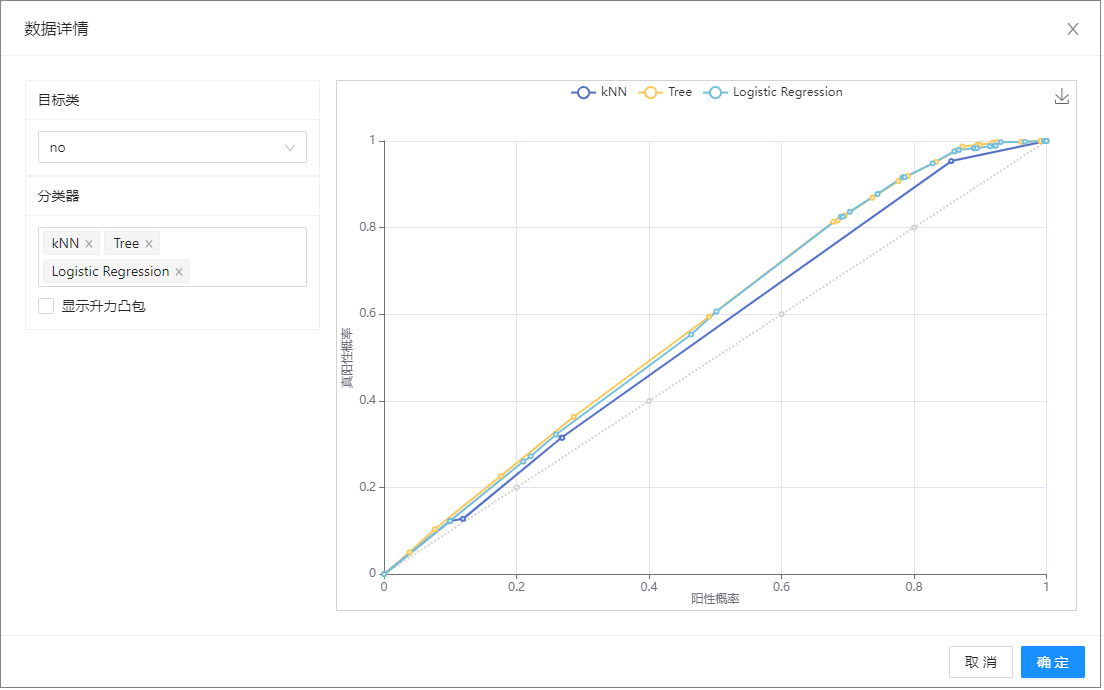 数据详情
目标类
no
分类器
kNN
Tree
Logistic Regression
显示升力凸包
kNN Tree Logistic Regression
1
0.8
0.6
0.4
0.2
0
真阳性概率
0 0.2 0.4 0.6 0.8 1
阳性概率
取 消 确 定